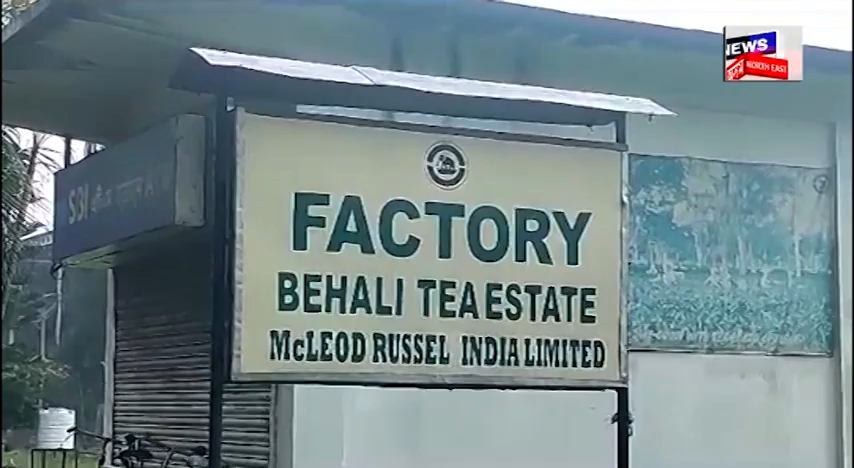 NEWS
NORTH EAST
SBI
FACTORY
BEHALI TEA ESTATE
McLEOD RUSSEL INDIA LIMITED